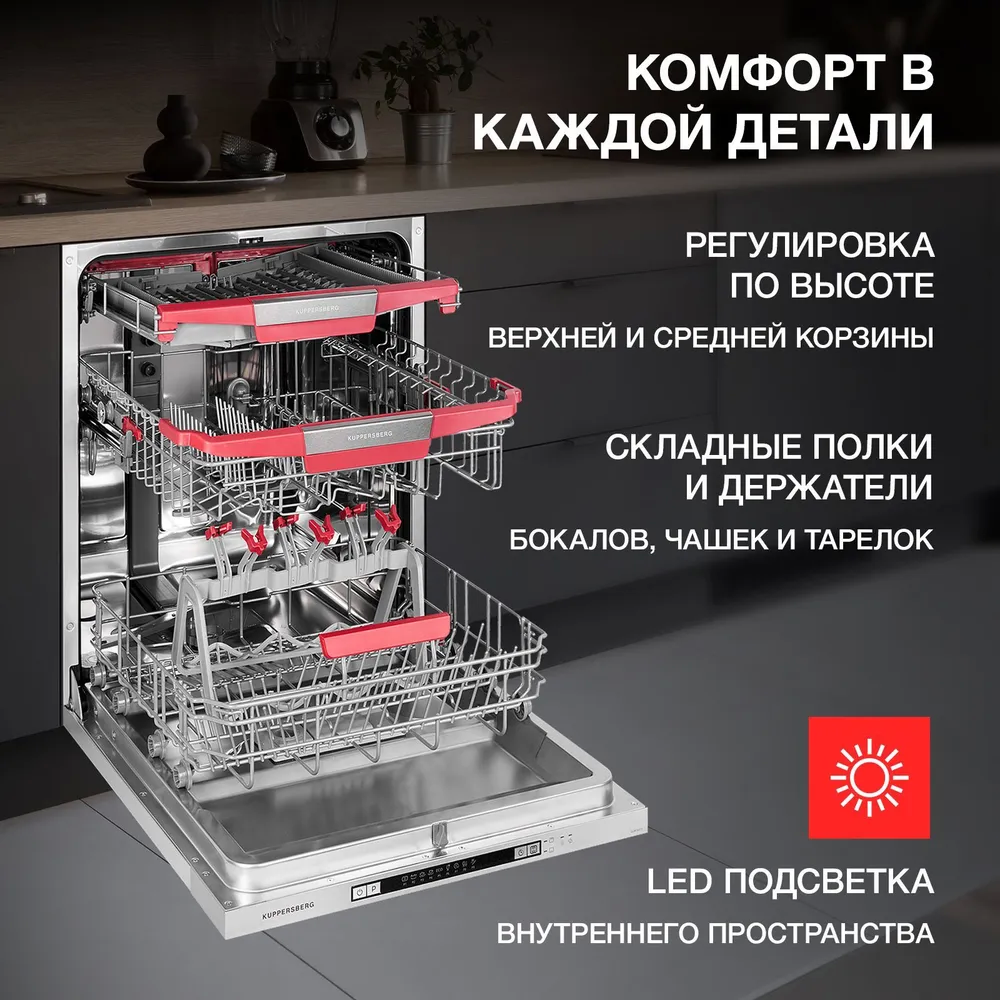 КОМФОРТ В
КАЖДОЙ ДЕТАЛИ
РЕГУЛИРОВКА
ПО ВЫСОТЕ
ВЕРХНЕЙ И СРЕДНЕЙ КОРЗИНЫ
KUPPERSBERG
KUPPERSBERG
СКЛАДНЫЕ ПОЛКИ
И ДЕРЖАТЕЛИ
БОКАЛОВ, ЧАШЕК И ТАРЕЛОК
LED ПОДСВЕТКА
ВНУТРЕННЕГО ПРОСТРАНСТВА
P
KUPPERSBERG